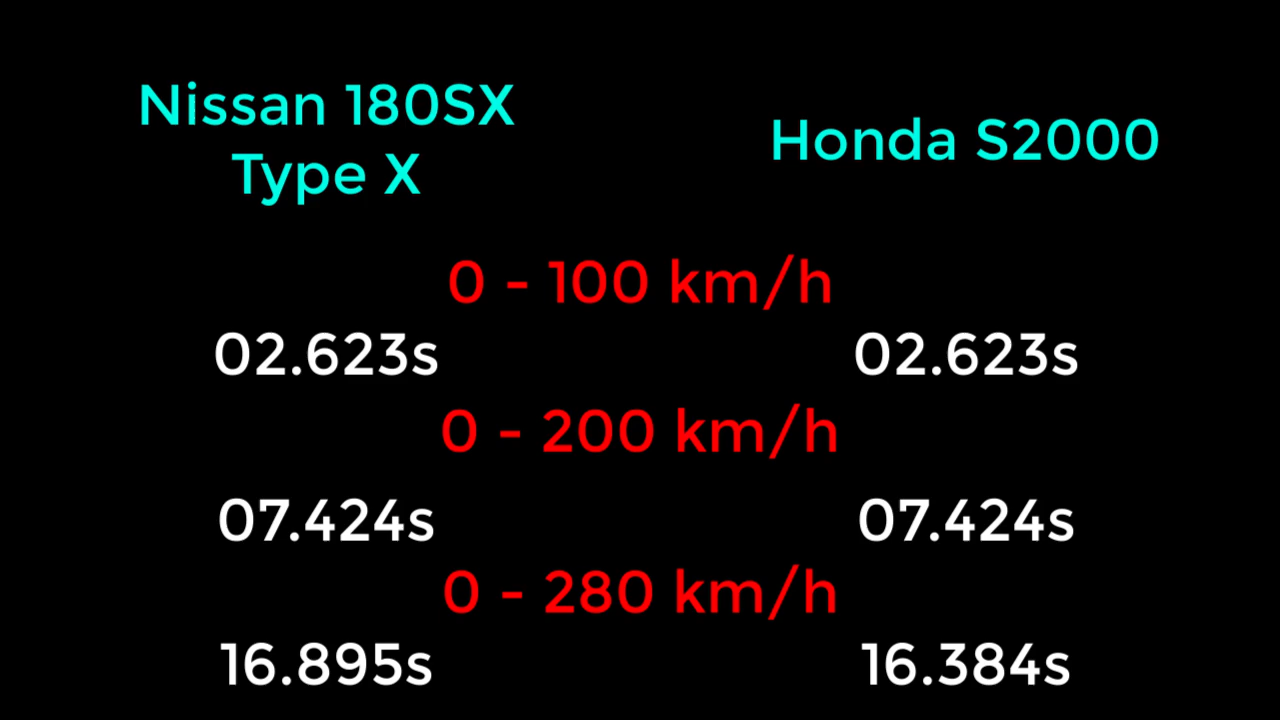 Nissan 180SX
Type X
Honda S2000
0 - 100 km/h
02.623s 02.623s
0 - 200 km/h
07.424s 07.424s
0 - 280 km/h
16.895s 16.384s